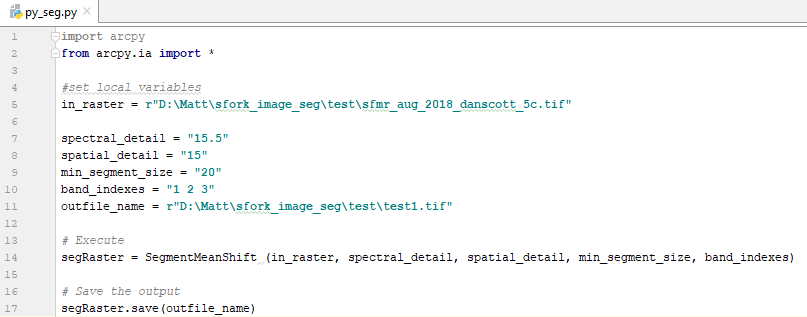 py_seg.py
1 import arcpy
2 from arcpy.ia import *
3
4 #set local variables
5 in_raster = r"D:\Matt\sfork_image_seg\test\sfmr_aug_2018_danscott_5c.tif"
6
7 spectral_detail = "15.5"
8 spatial_detail = "15"
9 min_segment_size = "20"
10 band_indexes = "1 2 3"
11 outfile_name = r"D:\Matt\sfork_image_seg\test\test1.tif"
12
13 # Execute
14 segRaster = SegmentMeanShift (in_raster, spectral_detail, spatial_detail, min_segment_size, band_indexes)
15
16 # Save the output
17 segRaster.save(outfile_name)